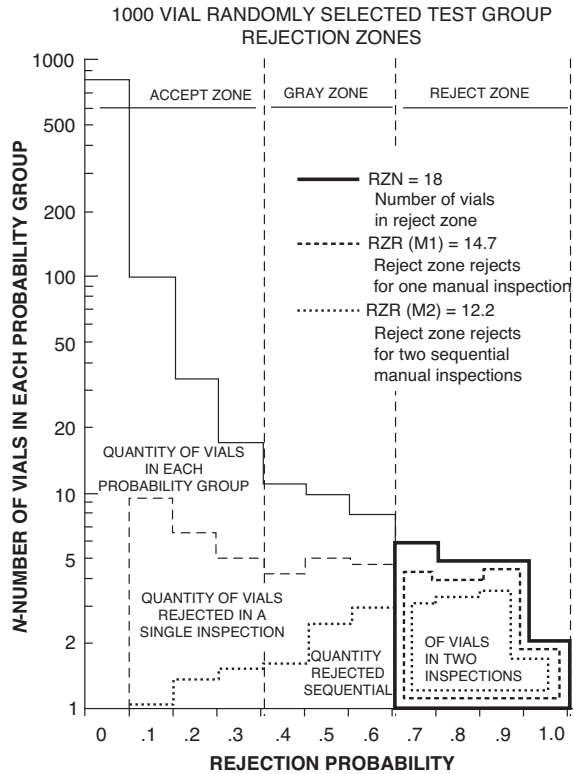 1000 VIAL RANDOMLY SELECTED TEST GROUP
REJECTION ZONES
ACCEPT ZONE
GRAY ZONE
REJECT ZONE
N-NUMBER OF VIALS IN EACH PROBABILITY GROUP
1000
500
200
100
50
20
10
5
2
1
RZN = 18
Number of vials
in reject zone
RZR (M1) = 14.7
Reject zone rejects
for one manual inspection
RZR (M2) = 12.2
Reject zone rejects
for two sequential
manual inspections
QUANTITY OF VIALS
IN EACH
PROBABILITY GROUP
QUANTITY OF VIALS
REJECTED IN A
SINGLE INSPECTION
QUANTITY
REJECTED
SEQUENTIAL
OF VIALS
IN TWO
INSPECTIONS
0 .1 .2 .3 .4 .5 .6 .7 .8 .9 1.0
REJECTION PROBABILITY